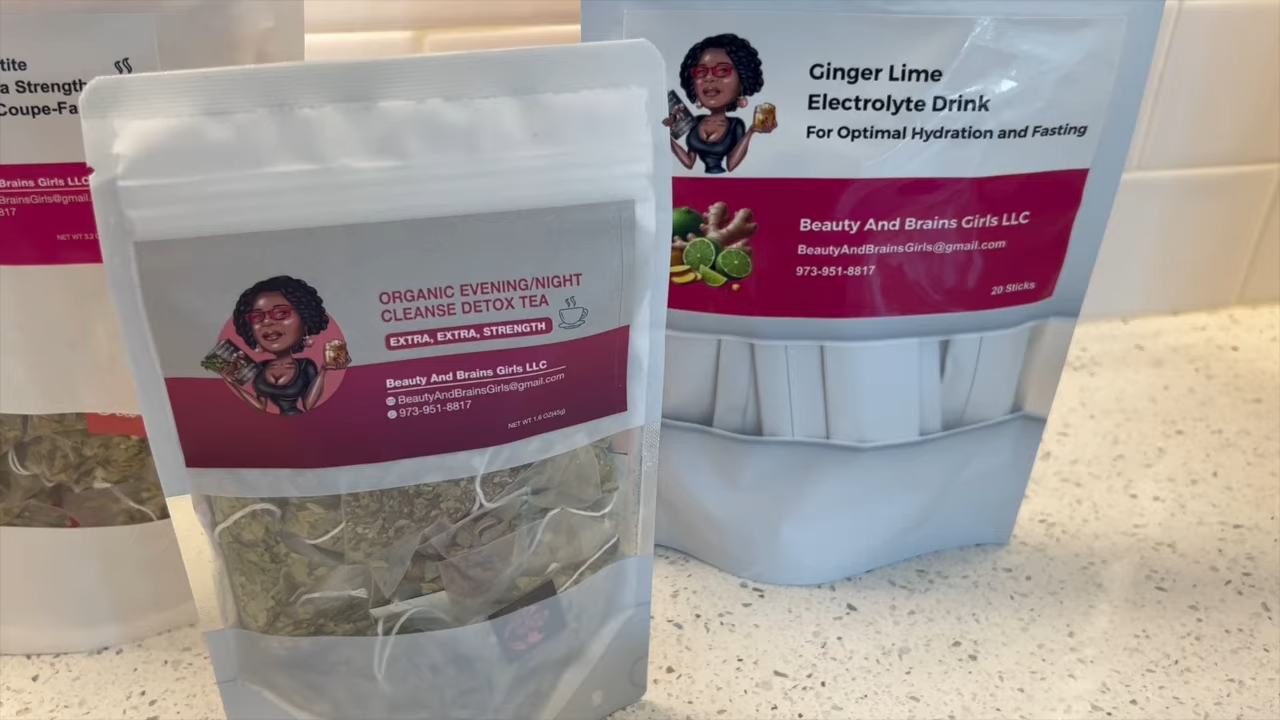 tite
a Strength
Coupe-Fa
Brains Girls LLC
BrainsGirls@gmail.
817
ORGANIC EVENING/NIGHT
CLEANSE DETOX TEA
EXTRA, EXTRA, STRENGTH
Beauty And Brains Girls LLC
BeautyAndBrainsGirls@gmail.com
973-951-8817
NET WT 1.6 OZ(45g)
Ginger Lime
Electrolyte Drink
For Optimal Hydration and Fasting
Beauty And Brains Girls LLC
BeautyAndBrainsGirls@gmail.com
973-951-8817
20 Sticks